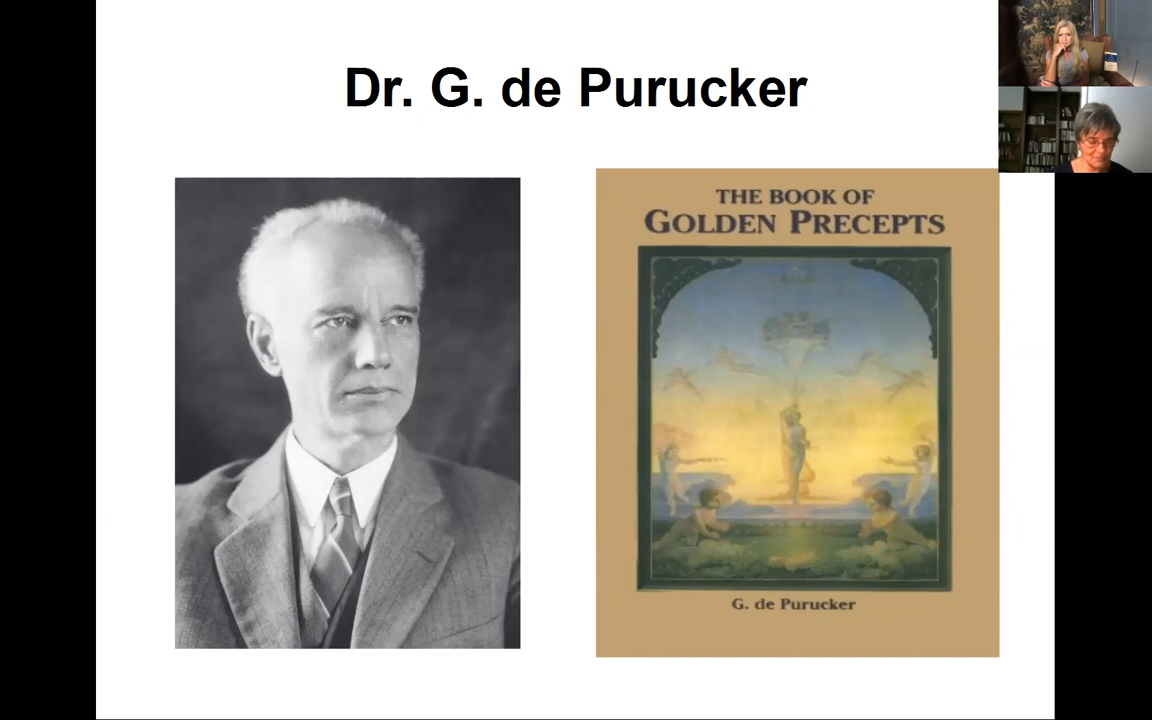 Dr. G. de Purucker
THE BOOK OF
GOLDEN PRECEPTS
G. de Purucker